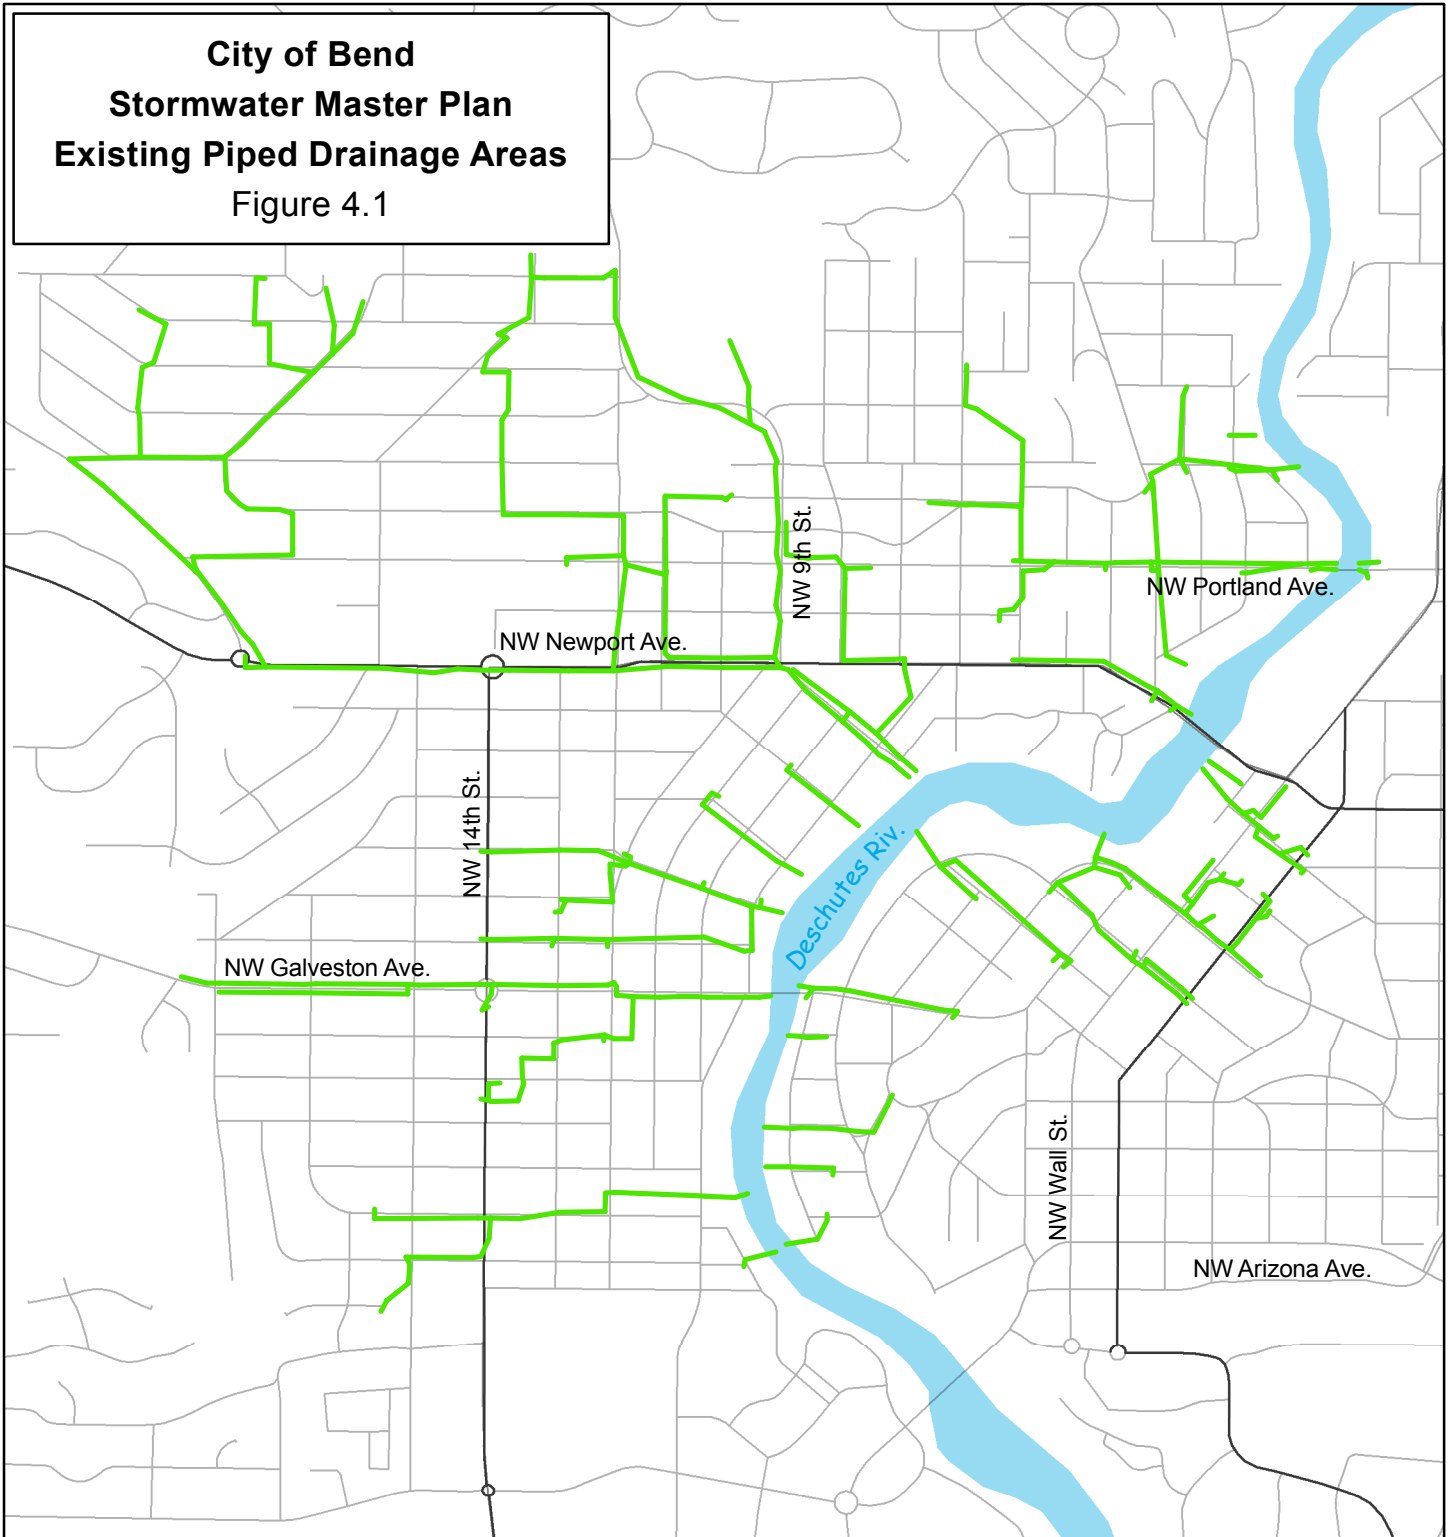 City of Bend
Stormwater Master Plan
Existing Piped Drainage Areas
Figure 4.1
NW 9th St.
NW Portland Ave.
NW Newport Ave.
NW 14th St.
Deschutes Riv.
NW Galveston Ave.
NW Wall St.
NW Arizona Ave.